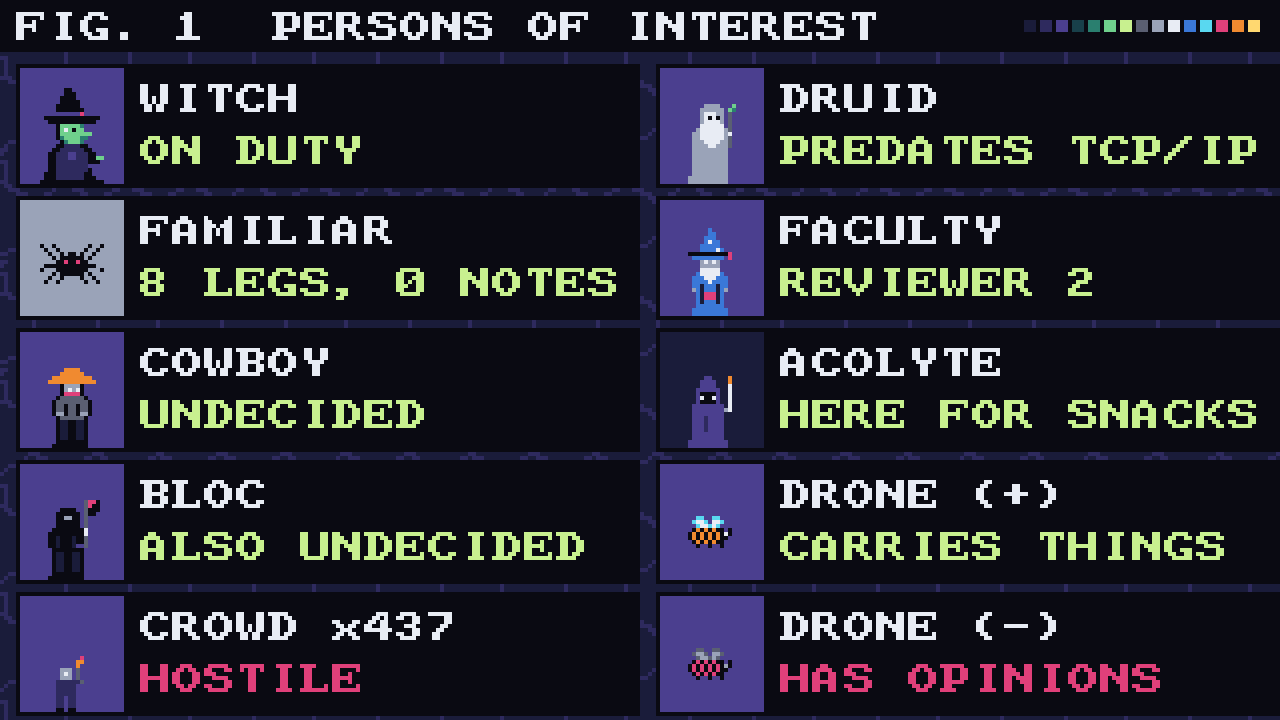 FIG. 1 PERSONS OF INTEREST
WITCH
ON DUTY
DRUID
PREDATES TCP/IP
FAMILIAR
8 LEGS, 0 NOTES
FACULTY
REVIEWER 2
COWBOY
UNDECIDED
ACOLYTE
HERE FOR SNACKS
BLOC
ALSO UNDECIDED
DRONE (+)
CARRIES THINGS
CROWD x437
HOSTILE
DRONE (-)
HAS OPINIONS